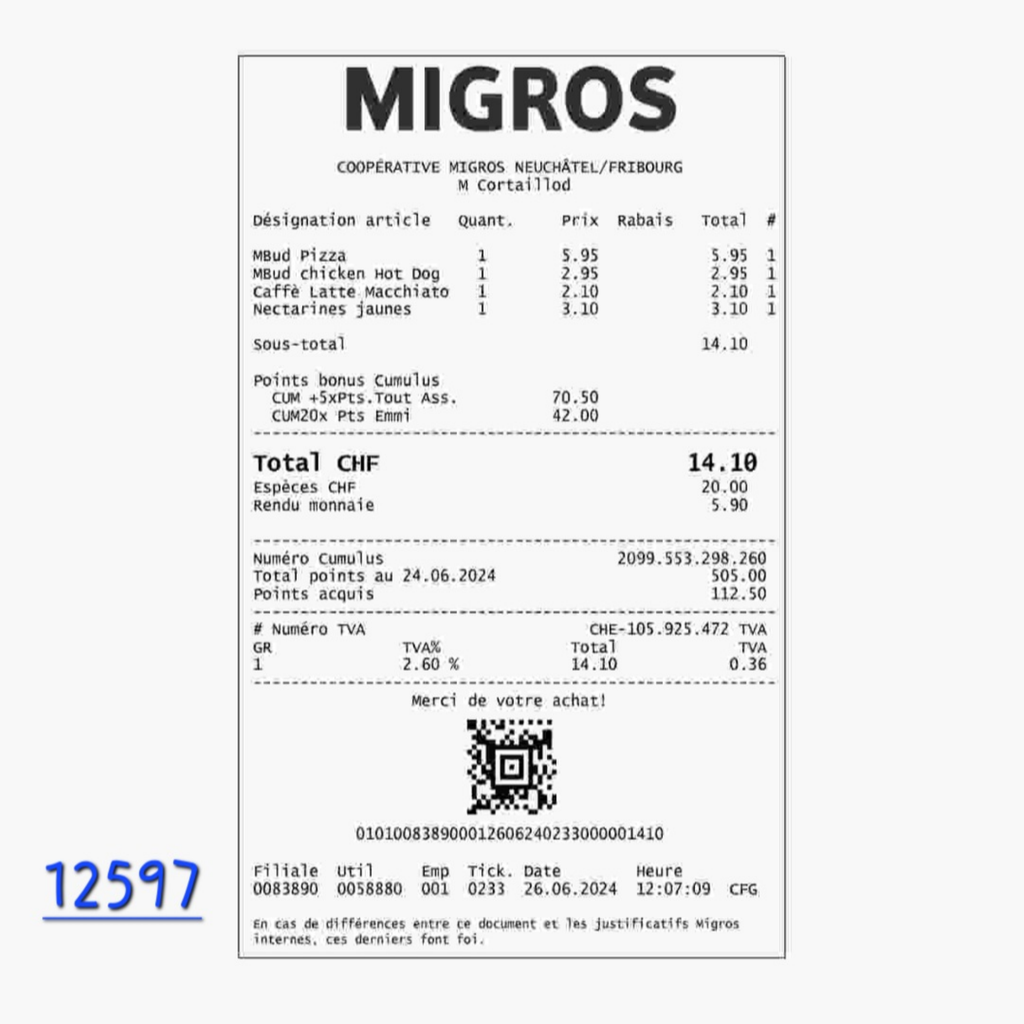 MIGROS
COOPÉRATIVE MIGROS NEUCHÂTEL/FRIBOURG
M Cortaillod
Désignation article Quant. Prix Rabais Total #
MBud Pizza 1 5.95 5.95 1
MBud chicken Hot Dog 1 2.95 2.95 1
Caffè Latte Macchiato 1 2.10 2.10 1
Nectarines jaunes 1 3.10 3.10 1
Sous-total 14.10
Points bonus Cumulus
CUM +5xPts.Tout Ass. 70.50
CUM20x Pts Emmi 42.00
Total CHF 14.10
Espèces CHF 20.00
Rendu monnaie 5.90
Numéro Cumulus 2099.553.298.260
Total points au 24.06.2024 505.00
Points acquis 112.50
# Numéro TVA CHE-105.925.472 TVA
GR TVA% Total TVA
1 2.60 % 14.10 0.36
Merci de votre achat!
01010083890001260624023300001410
Filiale Util Emp Tick. Date Heure
0083890 0058880 001 0233 26.06.2024 12:07:09 CFG
En cas de différences entre ce document et les justificatifs Migros
internes, ces derniers font foi.
12597